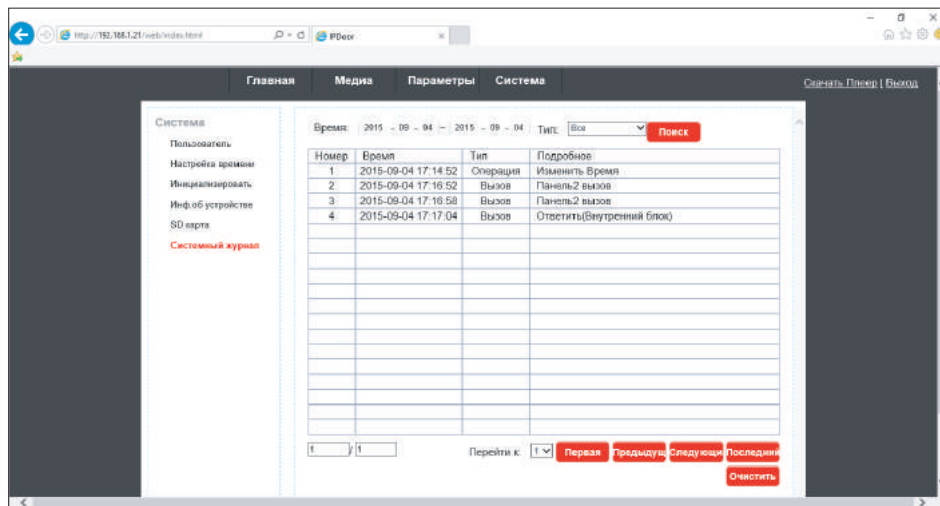 http://192.168.1.21/web/index.html
IPDoor
Главная Медиа Параметры Система
Скачать Плеер | Выход
Система
Пользователь
Настройка времени
Инициализировать
Инф.об устройстве
SD карта
Системный журнал
Время: 2015 - 09 - 04 — 2015 - 09 - 04 Тип: Все Поиск
Номер Время Тип Подробное
1 2015-09-04 17:14:52 Операция Изменить Время
2 2015-09-04 17:16:52 Вызов Панель2 вызов
3 2015-09-04 17:16:58 Вызов Панель2 вызов
4 2015-09-04 17:17:04 Вызов Ответить(Внутренний блок)
1 / 1 Перейти к: 1 Первая Предыдущ Следующи Последний
Очистить